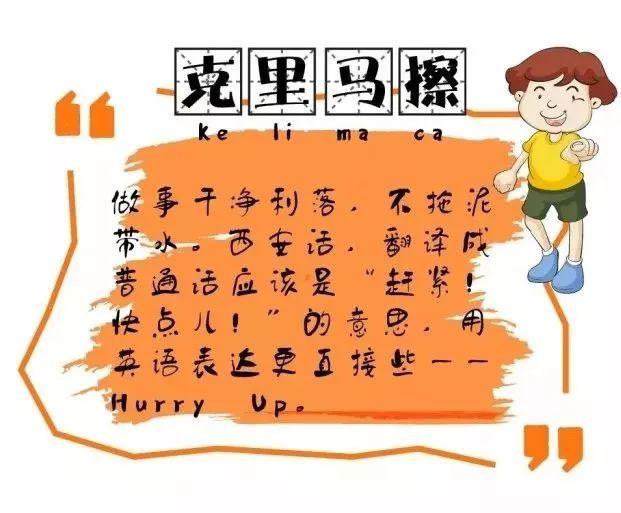 克里马擦
ke li ma ca
做事干净利落，不拖泥
带水。西安话，翻译成
普通话应该是“赶紧！
快点儿！”的意思，用
英语表达更直接些——
Hurry Up。